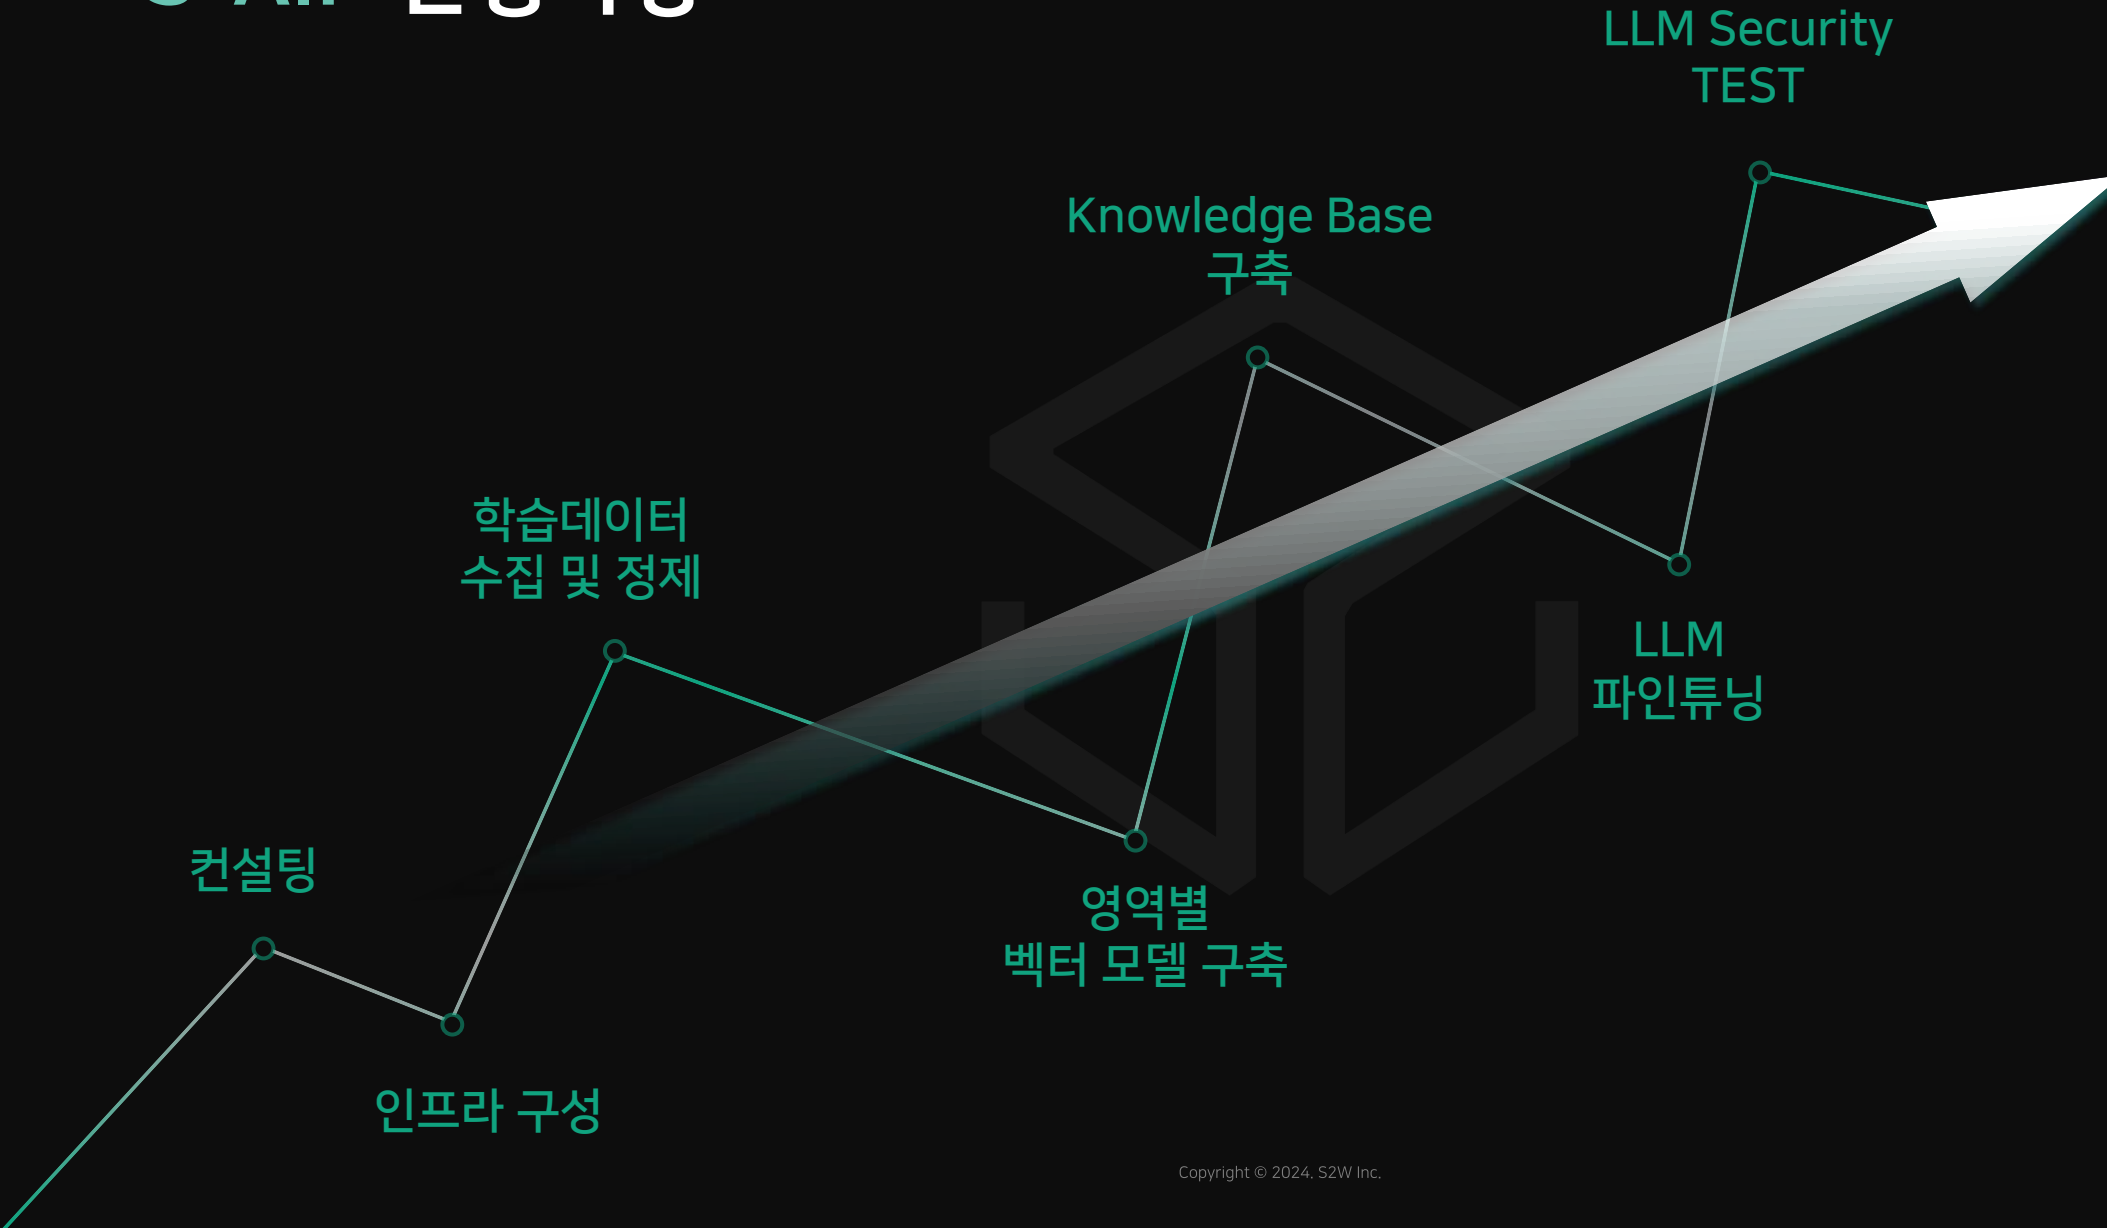 LLM Security
TEST
Knowledge Base
구축
학습데이터
수집 및 정제
LLM
파인튜닝
컨설팅
영역별
벡터 모델 구축
인프라 구성
Copyright © 2024. S2W Inc.